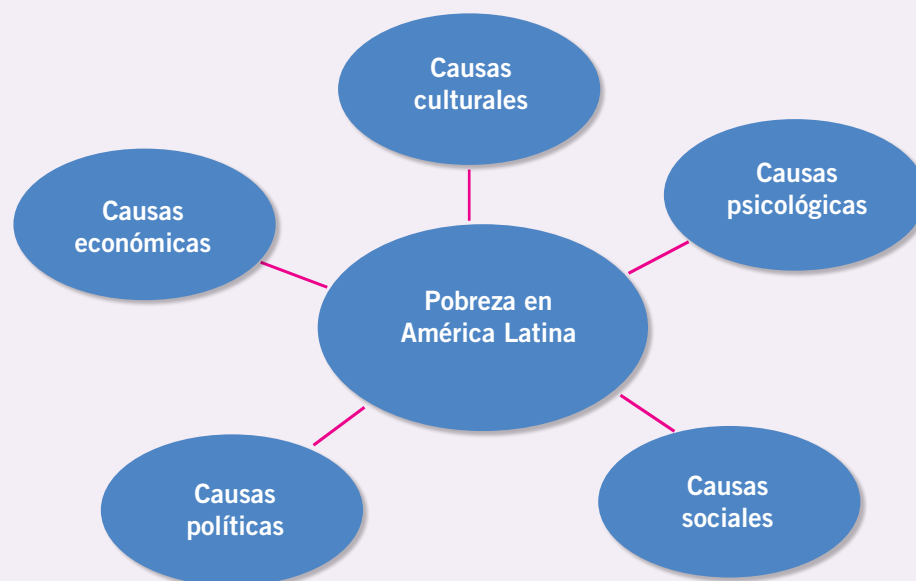 Causas
culturales
Causas
psicológicas
Causas
económicas
Pobreza en
América Latina
Causas
políticas
Causas
sociales